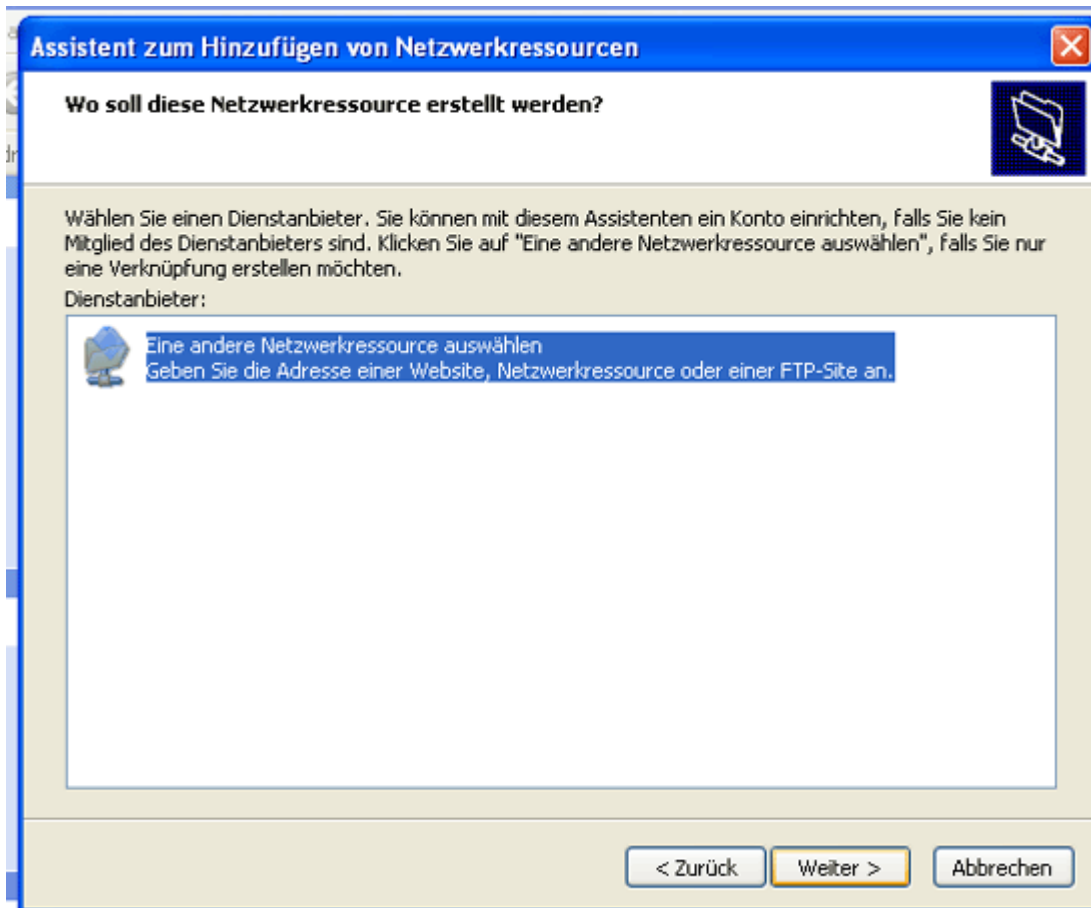 Assistent zum Hinzufügen von Netzwerkressourcen
Wo soll diese Netzwerkressource erstellt werden?
Wählen Sie einen Dienstanbieter. Sie können mit diesem Assistenten ein Konto einrichten, falls Sie kein
Mitglied des Dienstanbieters sind. Klicken Sie auf "Eine andere Netzwerkressource auswählen", falls Sie nur
eine Verknüpfung erstellen möchten.
Dienstanbieter:
Eine andere Netzwerkressource auswählen
Geben Sie die Adresse einer Website, Netzwerkressource oder einer FTP-Site an.
< Zurück Weiter > Abbrechen